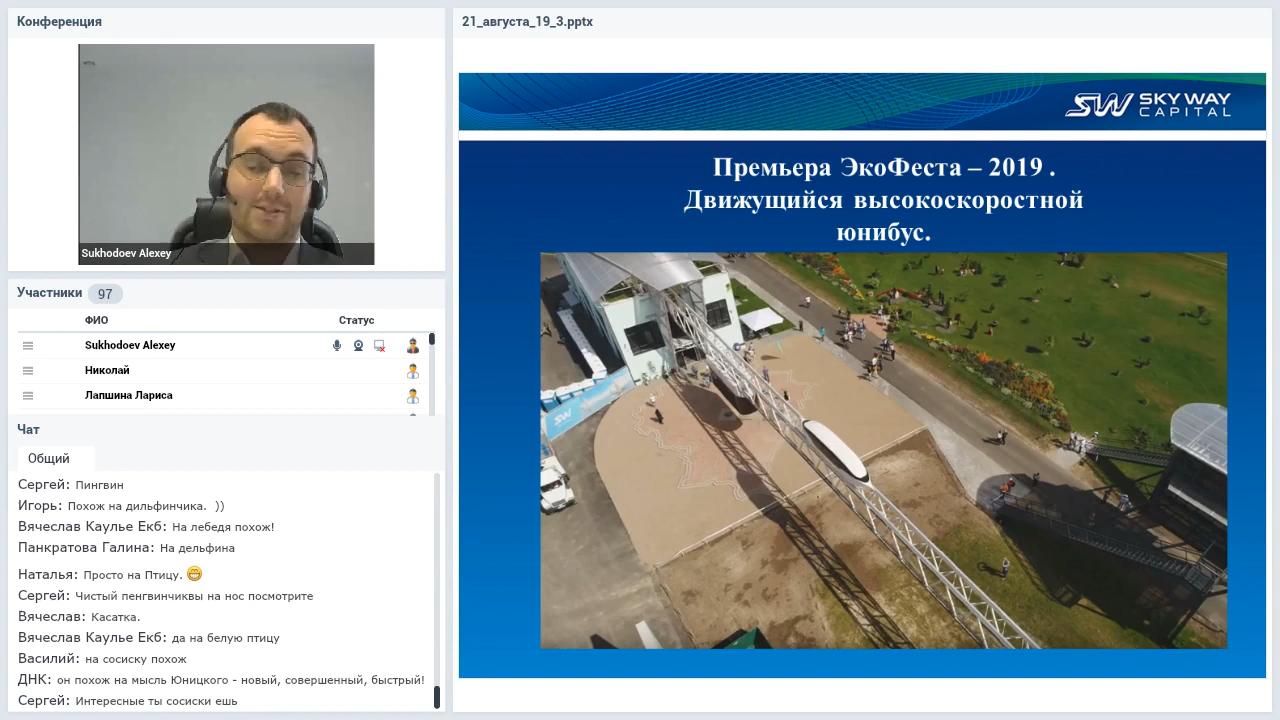 Конференция
Sukhodoev Alexey
Участники 97
ФИО Статус
Sukhodoev Alexey
Николай
Лапшина Лариса
Чат
Общий
Сергей: Пингвин
Игорь: Похож на дильфинчика. ))
Вячеслав Каулье Екб: На лебедя похож!
Панкратова Галина: На дельфина
Наталья: Просто на Птицу. 😁
Сергей: Чистый пенгвинчиквы на нос посмотрите
Вячеслав: Касатка.
Вячеслав Каулье Екб: да на белую птицу
Василий: на сосиску похож
ДНК: он похож на мысль Юницкого - новый, совершенный, быстрый!
Сергей: Интересные ты сосиски ешь
21_августа_19_3.pptx
SW SKY WAY
CAPITAL
Премьера ЭкоФеста – 2019 .
Движущийся высокоскоростной
юнибус.
SW